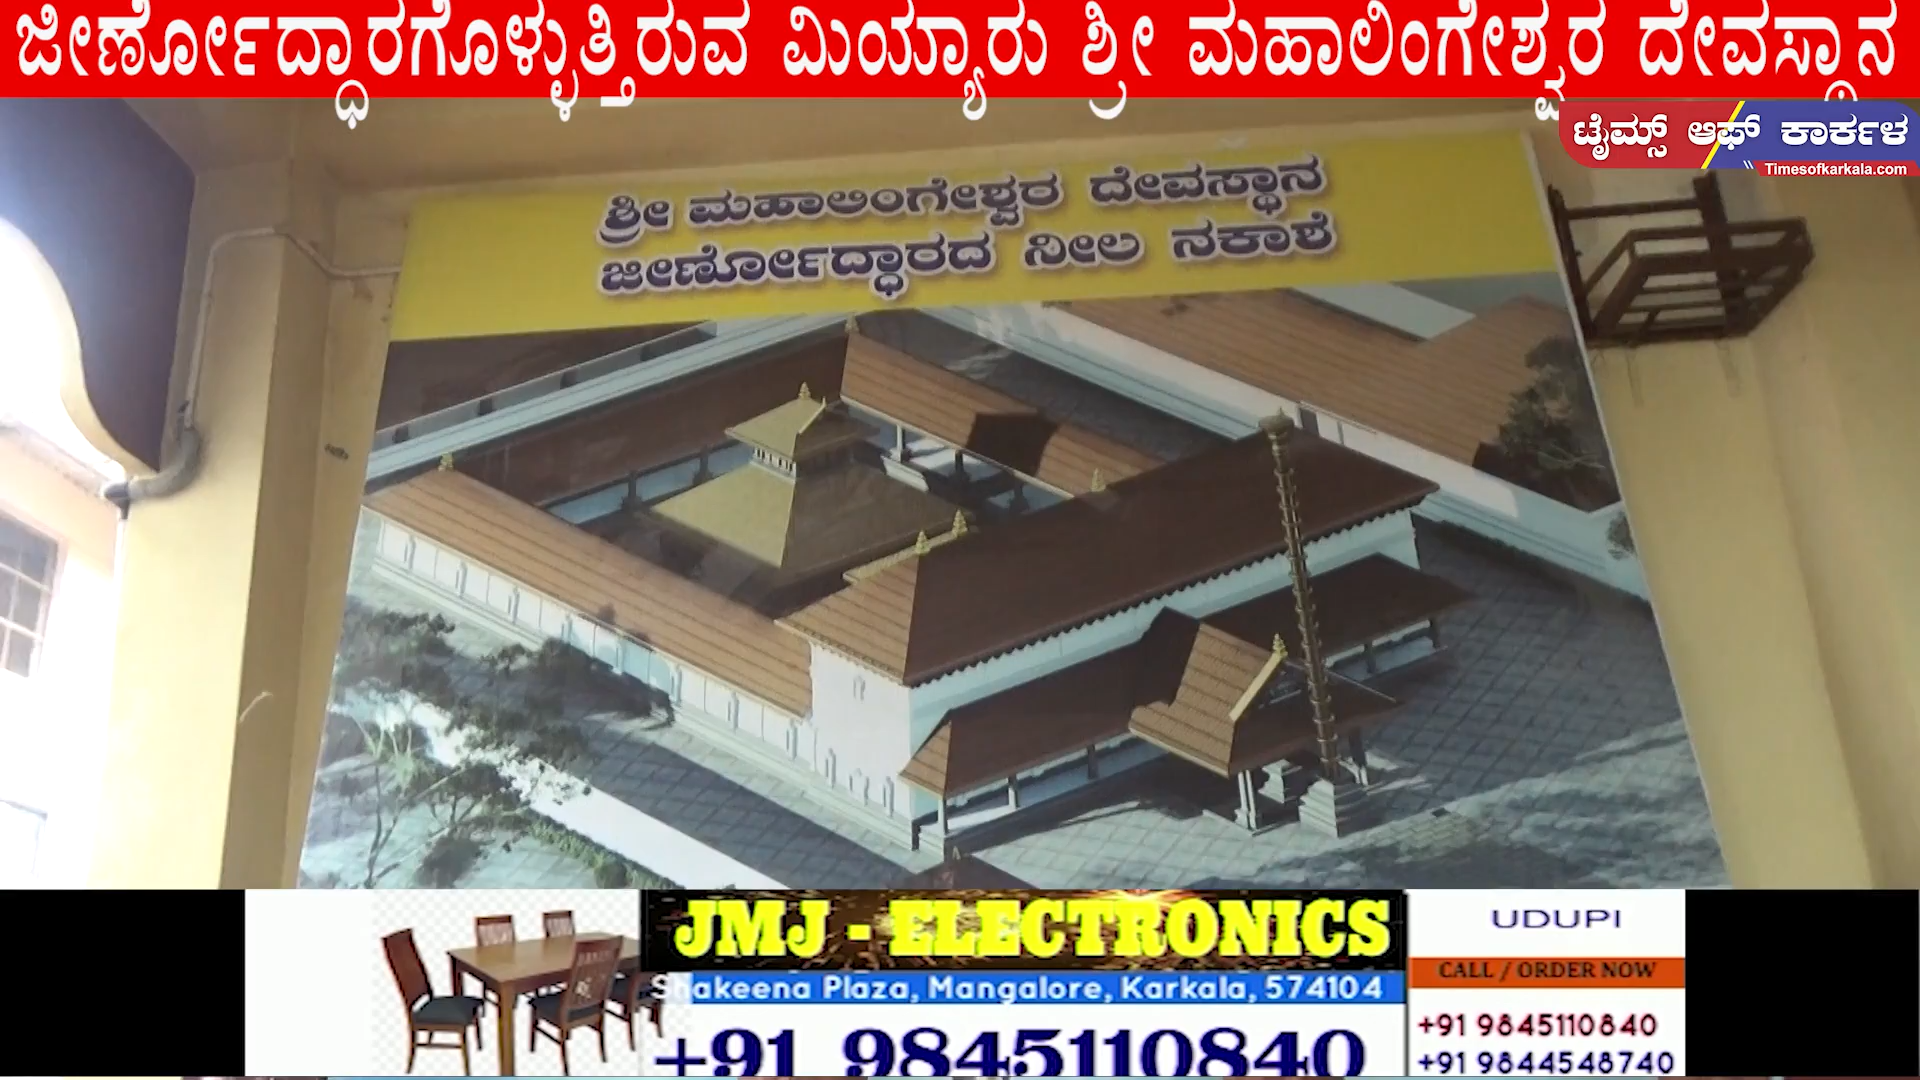 ಜೀರ್ಣೋದ್ಧಾರಗೊಳ್ಳುತ್ತಿರುವ ಮಿಯ್ಯಾರು ಶ್ರೀ ಮಹಾಲಿಂಗೇಶ್ವರ ದೇವಸ್ಥಾನ
ಟೈಮ್ಸ್ ಆಫ್ ಕಾರ್ಕಳ
Timesofkarkala.com
ಶ್ರೀ ಮಹಾಲಿಂಗೇಶ್ವರ ದೇವಸ್ಥಾನ
ಜೀರ್ಣೋದ್ಧಾರದ ನೀಲ ನಕಾಶೆ
JMJ - ELECTRONICS
Shakeena Plaza, Mangalore, Karkala, 574104
+91 9845110840
UDUPI
CALL / ORDER NOW
+91 9845110840
+91 9844548740